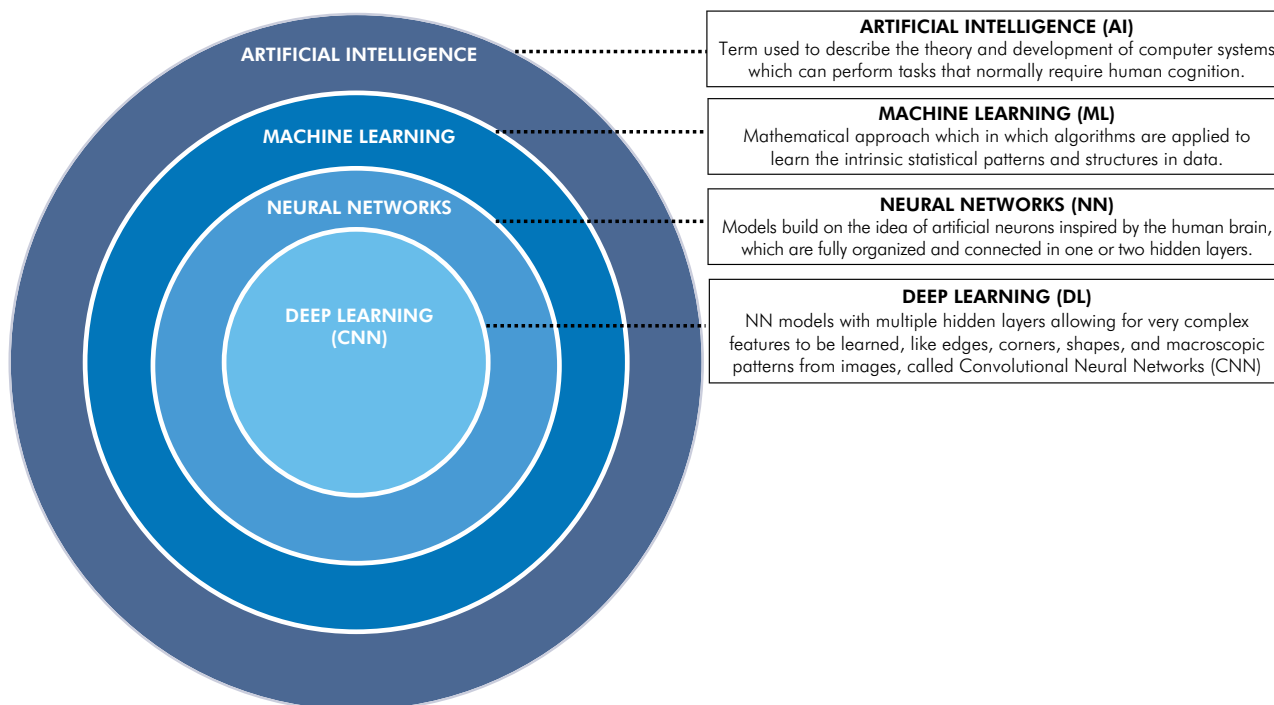 ARTIFICIAL INTELLIGENCE
MACHINE LEARNING
NEURAL NETWORKS
DEEP LEARNING
(CNN)
ARTIFICIAL INTELLIGENCE (AI)
Term used to describe the theory and development of computer systems
which can perform tasks that normally require human cognition.
MACHINE LEARNING (ML)
Mathematical approach which in which algorithms are applied to
learn the intrinsic statistical patterns and structures in data.
NEURAL NETWORKS (NN)
Models build on the idea of artificial neurons inspired by the human brain,
which are fully organized and connected in one or two hidden layers.
DEEP LEARNING (DL)
NN models with multiple hidden layers allowing for very complex
features to be learned, like edges, corners, shapes, and macroscopic
patterns from images, called Convolutional Neural Networks (CNN)